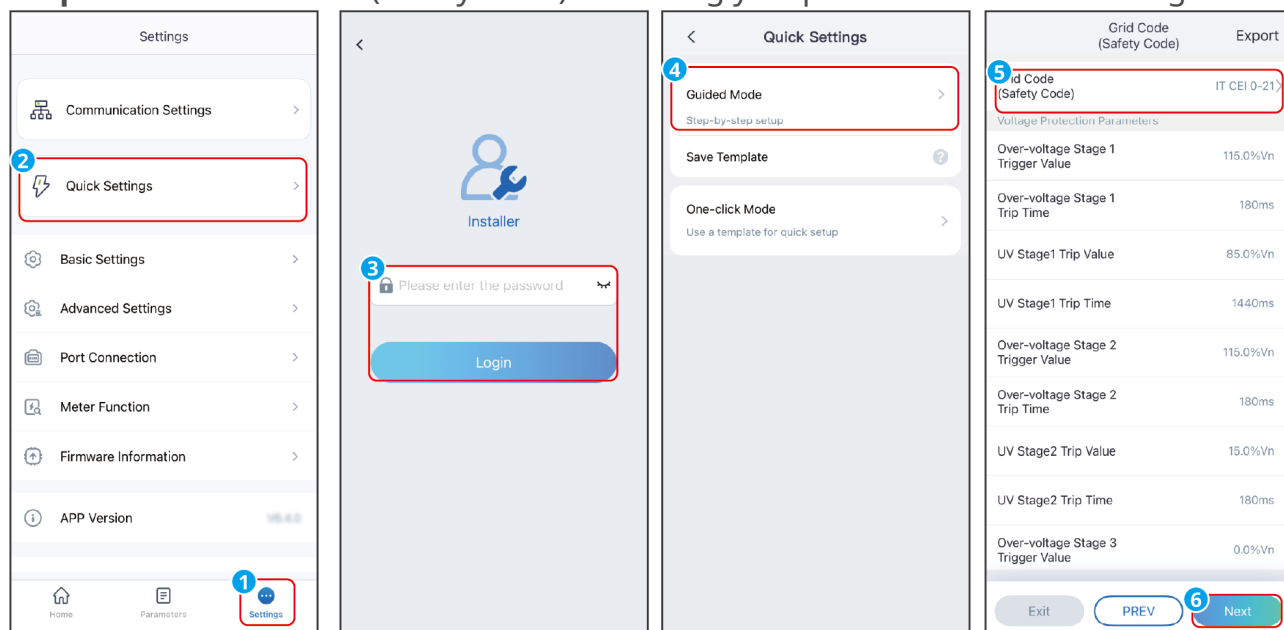 Settings
Communication Settings
2
Quick Settings
Basic Settings
Advanced Settings
Port Connection
Meter Function
Firmware Information
APP Version
1
Home
Parameters
Settings
Installer
3
Please enter the password
Login
Quick Settings
4
Guided Mode
Step-by-step setup
Save Template
?
One-click Mode
Use a template for quick setup
Grid Code
(Safety Code)
Export
5
(Safety Code)
IT CEI 0-21
Voltage Protection Parameters
Over-voltage Stage 1
Trigger Value
115.0%Vn
Over-voltage Stage 1
Trip Time
180ms
UV Stage1 Trip Value
85.0%Vn
UV Stage1 Trip Time
1440ms
Over-voltage Stage 2
Trigger Value
115.0%Vn
Over-voltage Stage 2
Trip Time
180ms
UV Stage2 Trip Value
15.0%Vn
UV Stage2 Trip Time
180ms
Over-voltage Stage 3
Trigger Value
0.0%Vn
Exit
PREV
6
Next